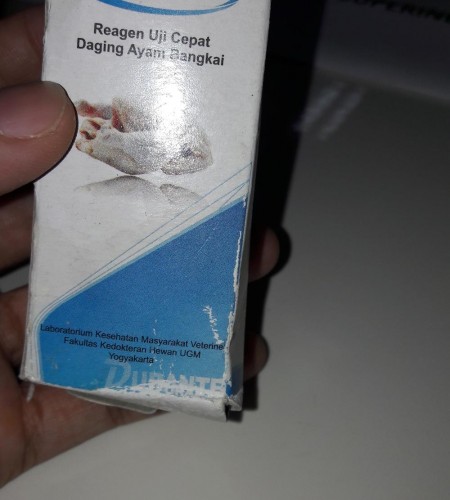 Reagen Uji Cepat
Daging Ayam Bangkai
Laboratorium Kesehatan Masyarakat Veteriner
Fakultas Kedokteran Hewan UGM
Yogyakarta